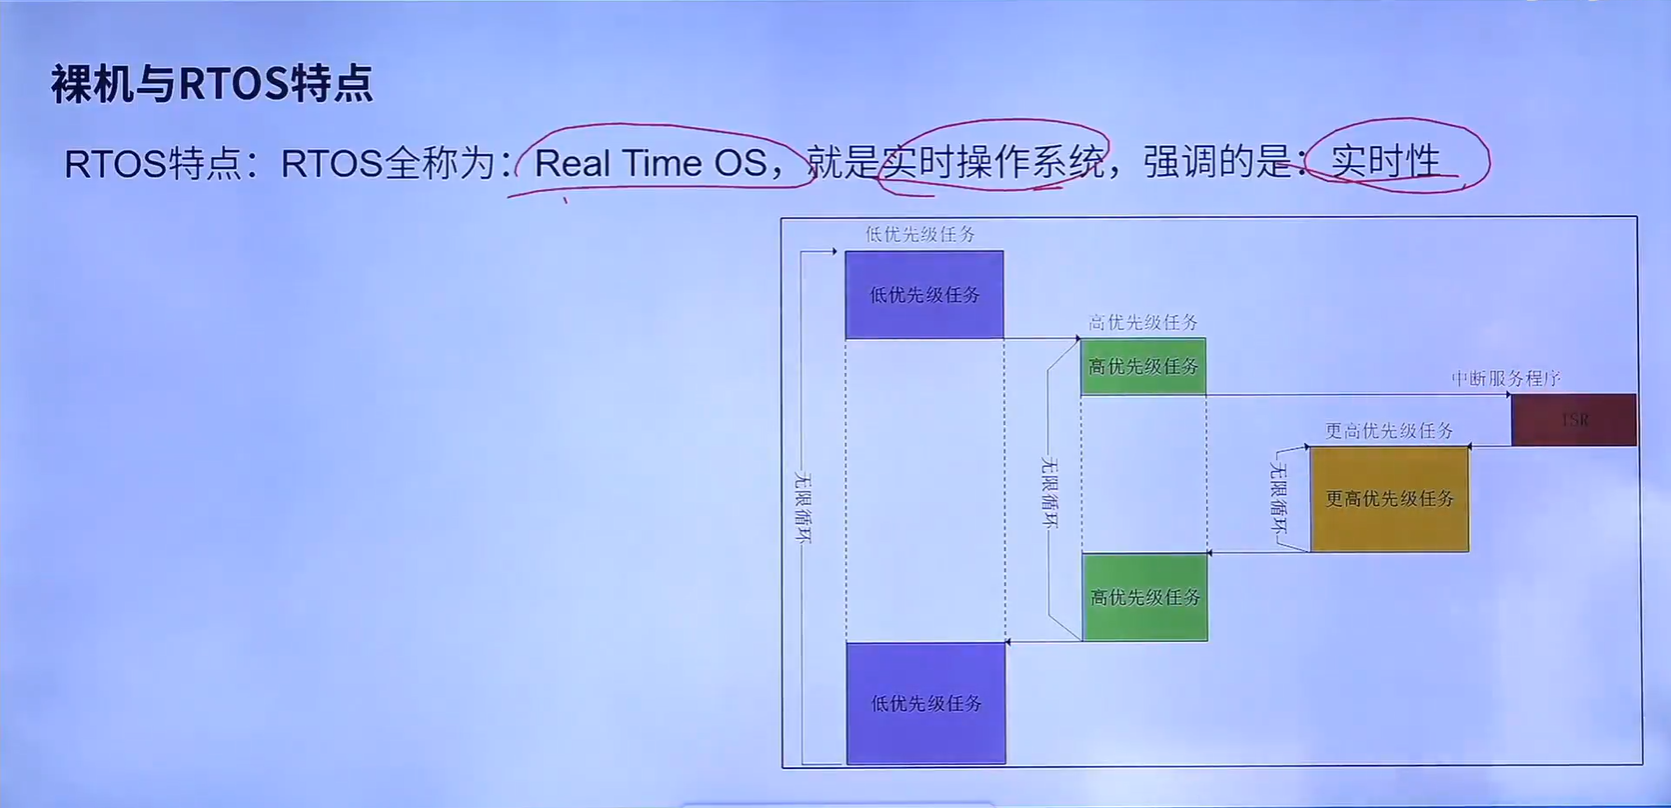 裸机与RTOS特点
RTOS特点：RTOS全称为：Real Time OS，就是实时操作系统，强调的是：实时性
低优先级任务
低优先级任务
高优先级任务
高优先级任务
中断服务程序
ISR
更高优先级任务
更高优先级任务
无限循环
无限循环
无限循环
高优先级任务
低优先级任务